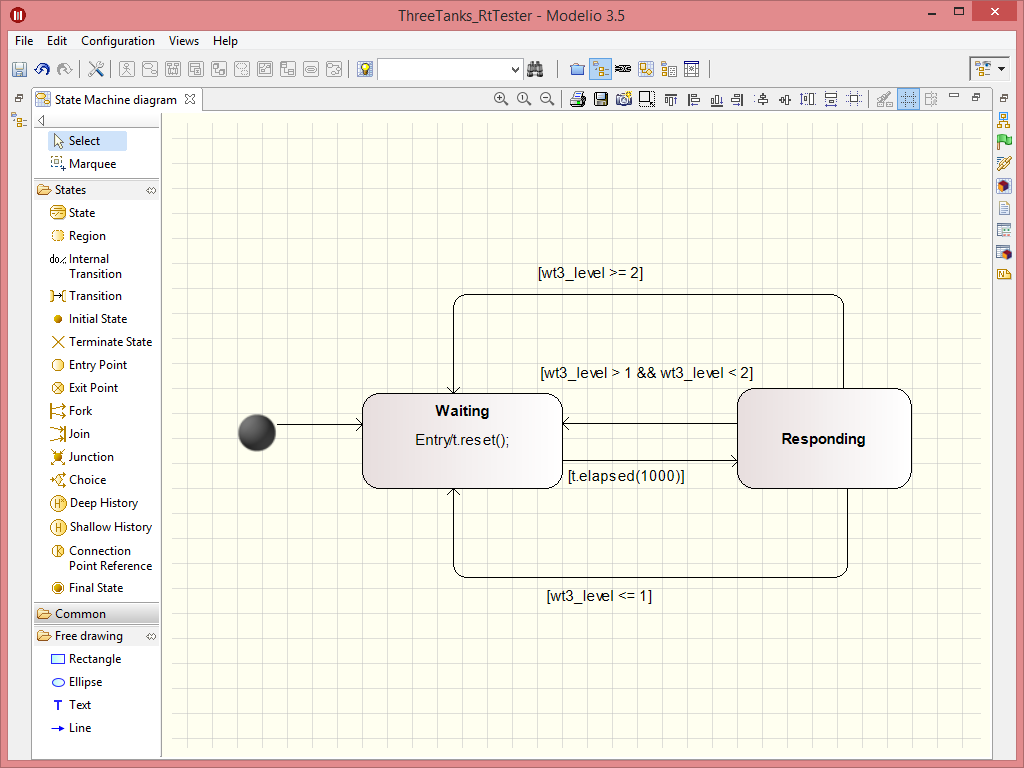 ThreeTanks_RtTester - Modelio 3.5
File Edit Configuration Views Help
State Machine diagram
Select
Marquee
States
State
Region
do/
Internal
Transition
Transition
Initial State
Terminate State
Entry Point
Exit Point
Fork
Join
Junction
Choice
Deep History
Shallow History
Connection
Point Reference
Final State
Common
Free drawing
Rectangle
Ellipse
Text
Line
[wt3_level >= 2]
[wt3_level > 1 && wt3_level < 2]
Waiting
Entry/t.reset();
Responding
[t.elapsed(1000)]
[wt3_level <= 1]